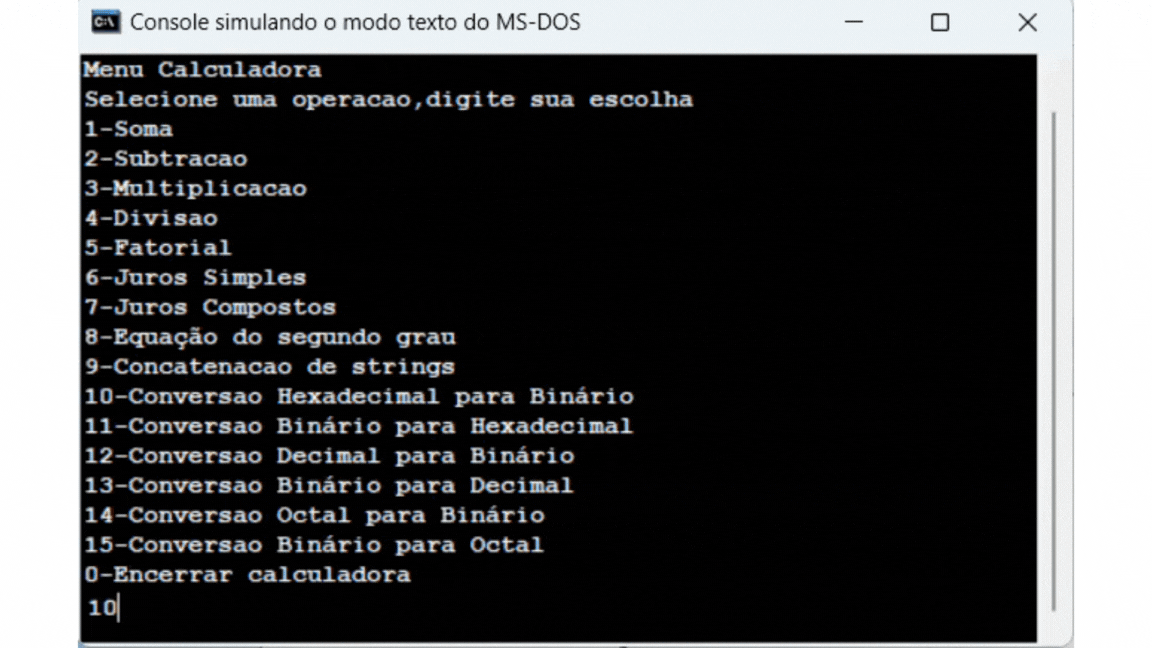 Console simulando o modo texto do MS-DOS
Menu Calculadora
Selecione uma operacao,digite sua escolha
1-Soma
2-Subtracao
3-Multiplicacao
4-Divisao
5-Fatorial
6-Juros Simples
7-Juros Compostos
8-Equação do segundo grau
9-Concatenacao de strings
10-Conversao Hexadecimal para Binário
11-Conversao Binário para Hexadecimal
12-Conversao Decimal para Binário
13-Conversao Binário para Decimal
14-Conversao Octal para Binário
15-Conversao Binário para Octal
0-Encerrar calculadora
10